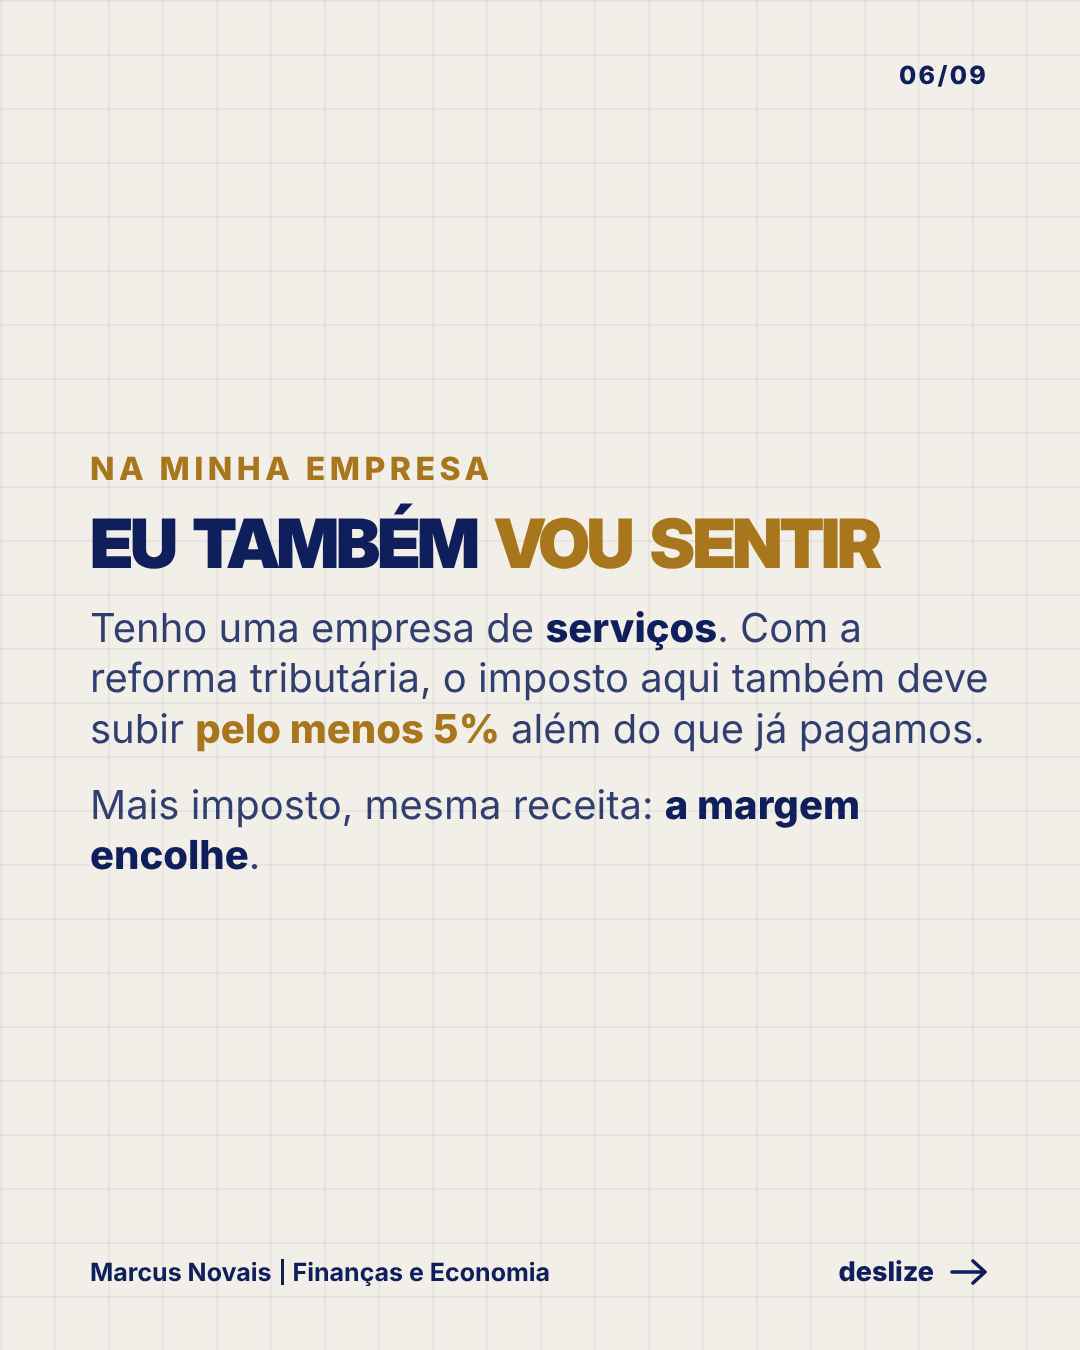 06/09
NA MINHA EMPRESA
EU TAMBÉM VOU SENTIR
Tenho uma empresa de serviços. Com a
reforma tributária, o imposto aqui também deve
subir pelo menos 5% além do que já pagamos.
Mais imposto, mesma receita: a margem
encolhe.
Marcus Novais | Finanças e Economia
deslize →